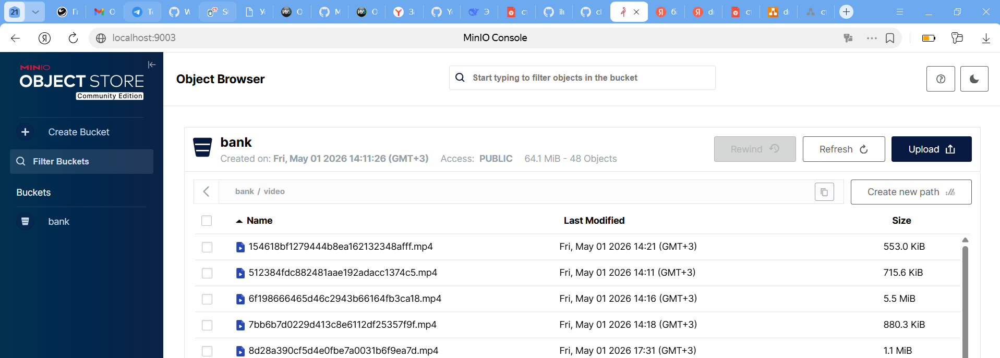 21
localhost:9003
MinIO Console
MINIO
OBJECT STORE
Community Edition
Create Bucket
Filter Buckets
Buckets
bank
Object Browser
Start typing to filter objects in the bucket
bank
Created on: Fri, May 01 2026 14:11:26 (GMT+3) Access: PUBLIC 64.1 MiB - 48 Objects
Rewind
Refresh
Upload
bank / video
Create new path
Name Last Modified Size
154618bf1279444b8ea162132348afff.mp4 Fri, May 01 2026 14:21 (GMT+3) 553.0 KiB
512384fdc882481aae192adacc1374c5.mp4 Fri, May 01 2026 14:11 (GMT+3) 715.6 KiB
6f198666465d46c2943b66164fb3ca18.mp4 Fri, May 01 2026 14:16 (GMT+3) 5.5 MiB
7bb6b7d0229d413c8e6112df25357f9f.mp4 Fri, May 01 2026 14:18 (GMT+3) 880.3 KiB
8d28a390cf5d4e0fbe7a0031b6f9ea7d.mp4 Fri, May 01 2026 17:31 (GMT+3) 1.1 MiB